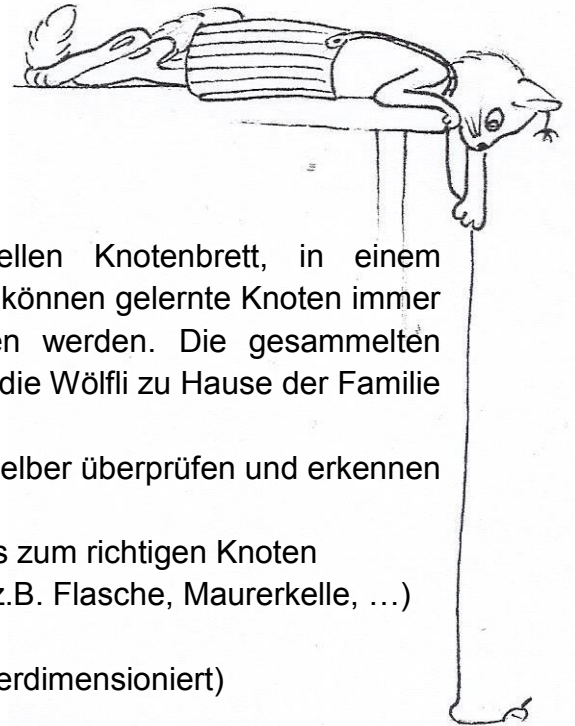 ellen Knotenbrett, in einem
können gelernte Knoten immer
en werden. Die gesammelten
die Wölfli zu Hause der Familie
elber überprüfen und erkennen
s zum richtigen Knoten
z.B. Flasche, Maurerkelle, …)
erdimensioniert)